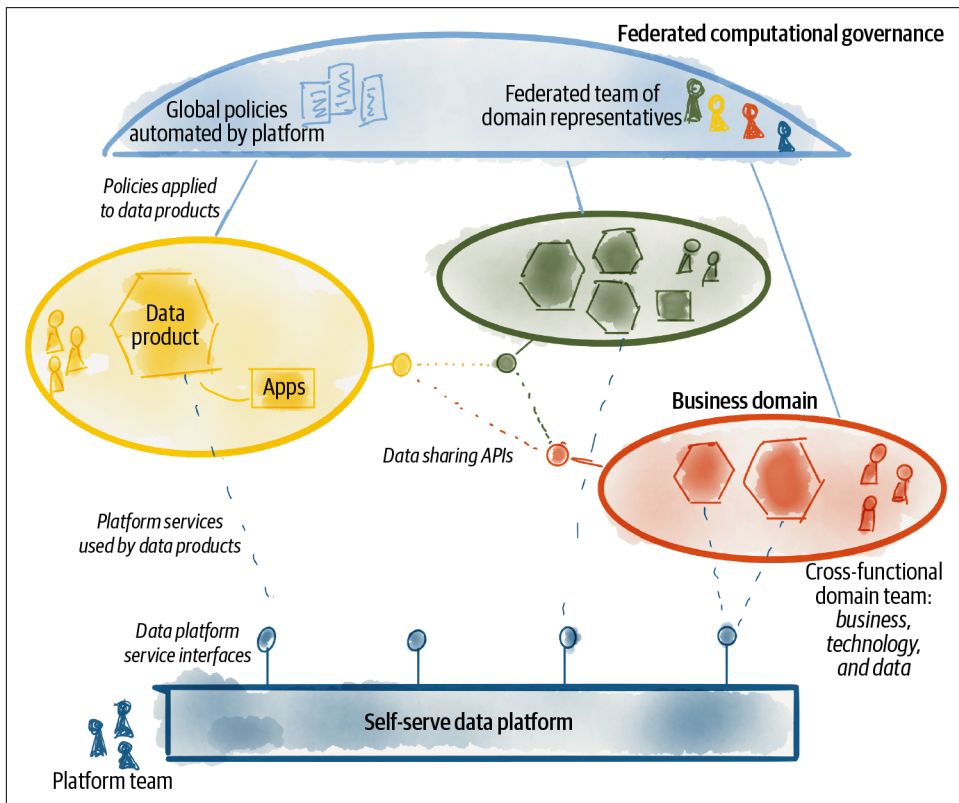 Federated computational governance
Global policies
automated by platform
Federated team of
domain representatives
Policies applied
to data products
Data
product
Apps
Business domain
Data sharing APIs
Platform services
used by data products
Cross-functional
domain team:
business,
technology,
and data
Data platform
service interfaces
Self-serve data platform
Platform team